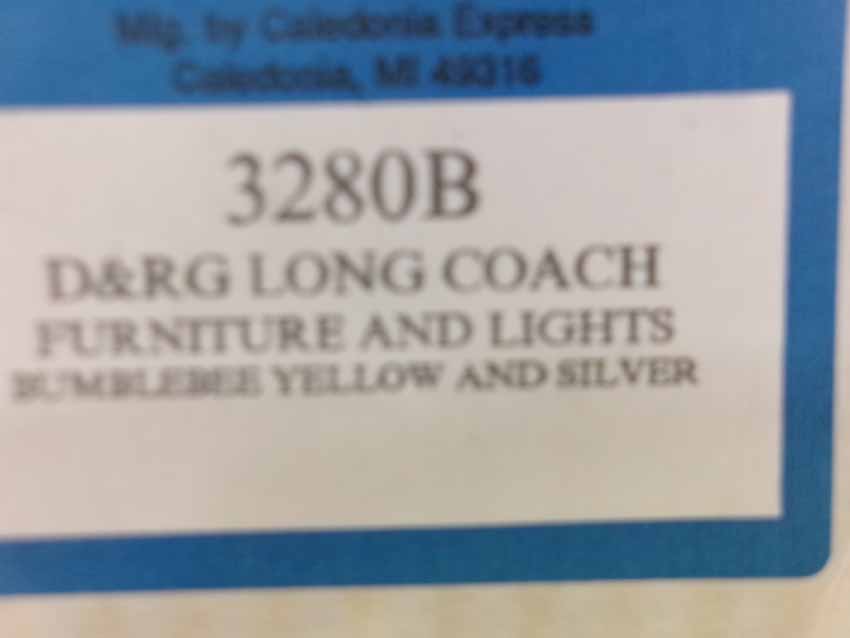 Mfg. by Caledonia Express
Caledonia, MI 49316
3280B
D&RG LONG COACH
FURNITURE AND LIGHTS
BUMBLEBEE YELLOW AND SILVER